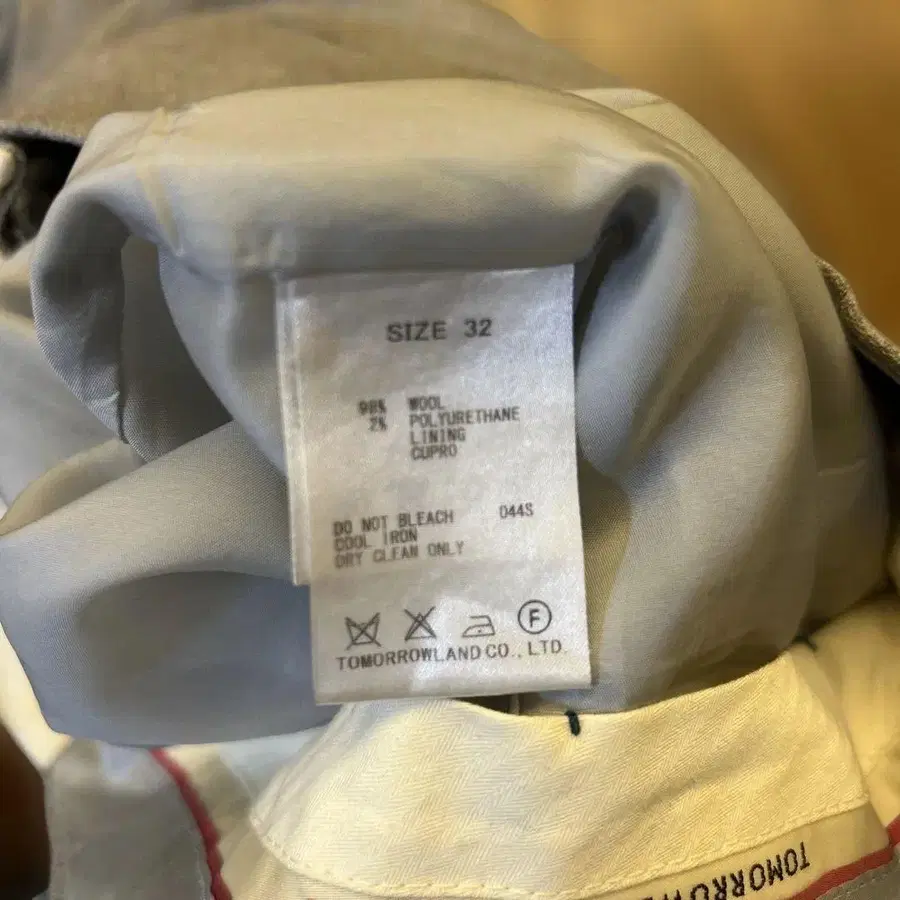 SIZE 32
98% WOOL
2% POLYURETHANE
LINING
CUPRO
DO NOT BLEACH 044S
COOL IRON
DRY CLEAN ONLY
F
TOMORROWLAND CO., LTD.
TOMORROW